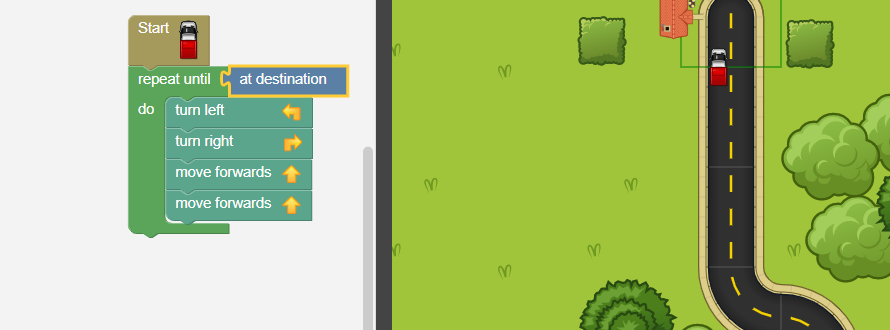 Start
repeat until at destination
do turn left
turn right
move forwards
move forwards